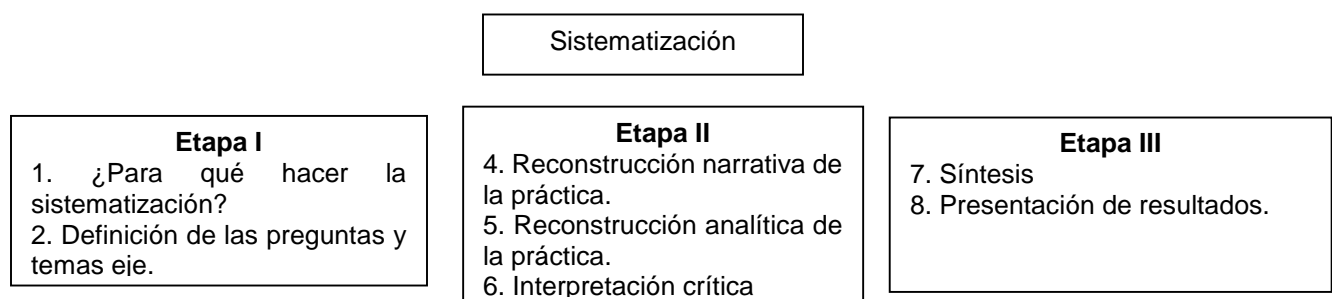 Sistematización
Etapa I
1. ¿Para qué hacer la
sistematización?
2. Definición de las preguntas y
temas eje.
Etapa II
4. Reconstrucción narrativa de
la práctica.
5. Reconstrucción analítica de
la práctica.
6. Interpretación crítica
Etapa III
7. Síntesis
8. Presentación de resultados.